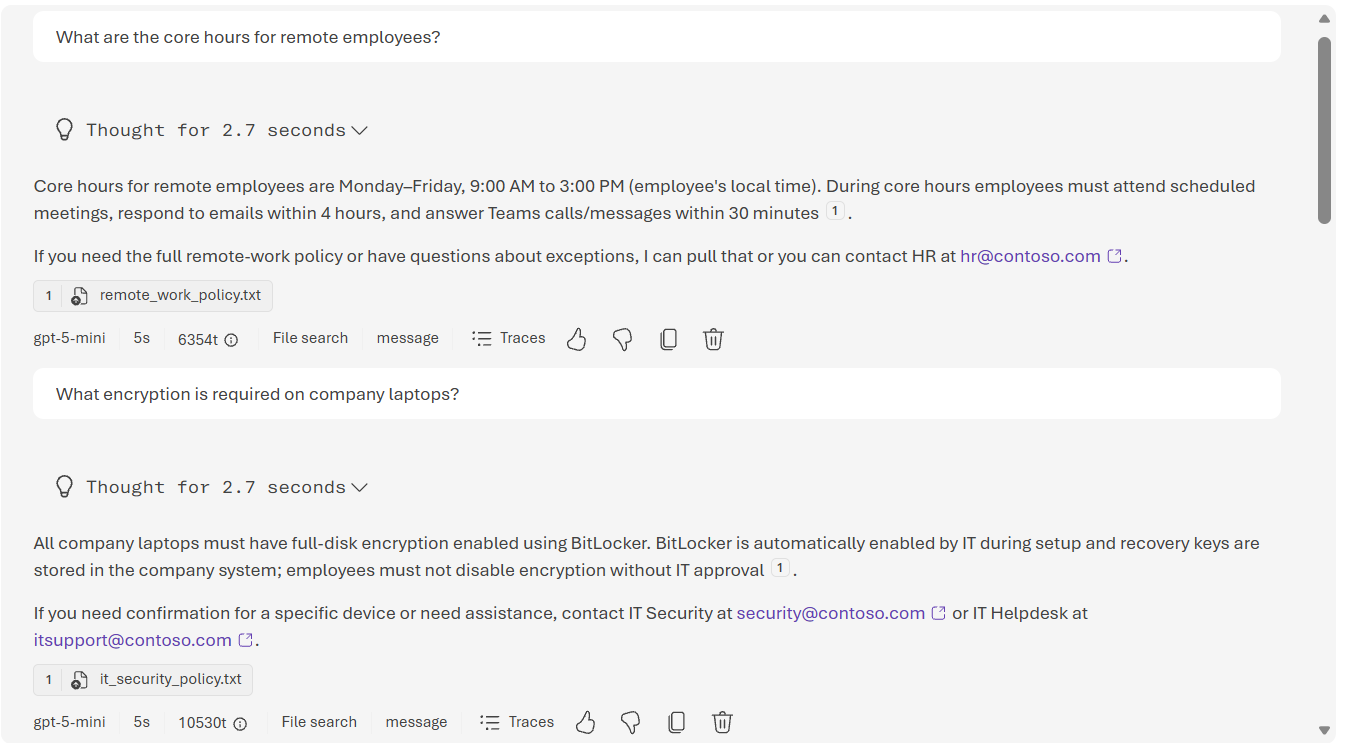 What are the core hours for remote employees?
Thought for 2.7 seconds
Core hours for remote employees are Monday–Friday, 9:00 AM to 3:00 PM (employee's local time). During core hours employees must attend scheduled
meetings, respond to emails within 4 hours, and answer Teams calls/messages within 30 minutes 1 .
If you need the full remote-work policy or have questions about exceptions, I can pull that or you can contact HR at hr@contoso.com .
1 remote_work_policy.txt
gpt-5-mini 5s 6354t File search message Traces
What encryption is required on company laptops?
Thought for 2.7 seconds
All company laptops must have full-disk encryption enabled using BitLocker. BitLocker is automatically enabled by IT during setup and recovery keys are
stored in the company system; employees must not disable encryption without IT approval 1 .
If you need confirmation for a specific device or need assistance, contact IT Security at security@contoso.com or IT Helpdesk at
itsupport@contoso.com .
1 it_security_policy.txt
gpt-5-mini 5s 10530t File search message Traces